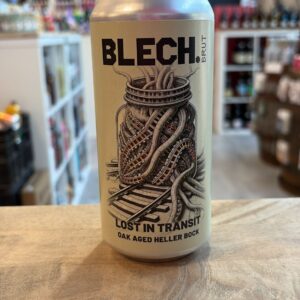 BLECH.
BRUT
LOST IN TRANSIT
OAK AGED HELLER BOCK